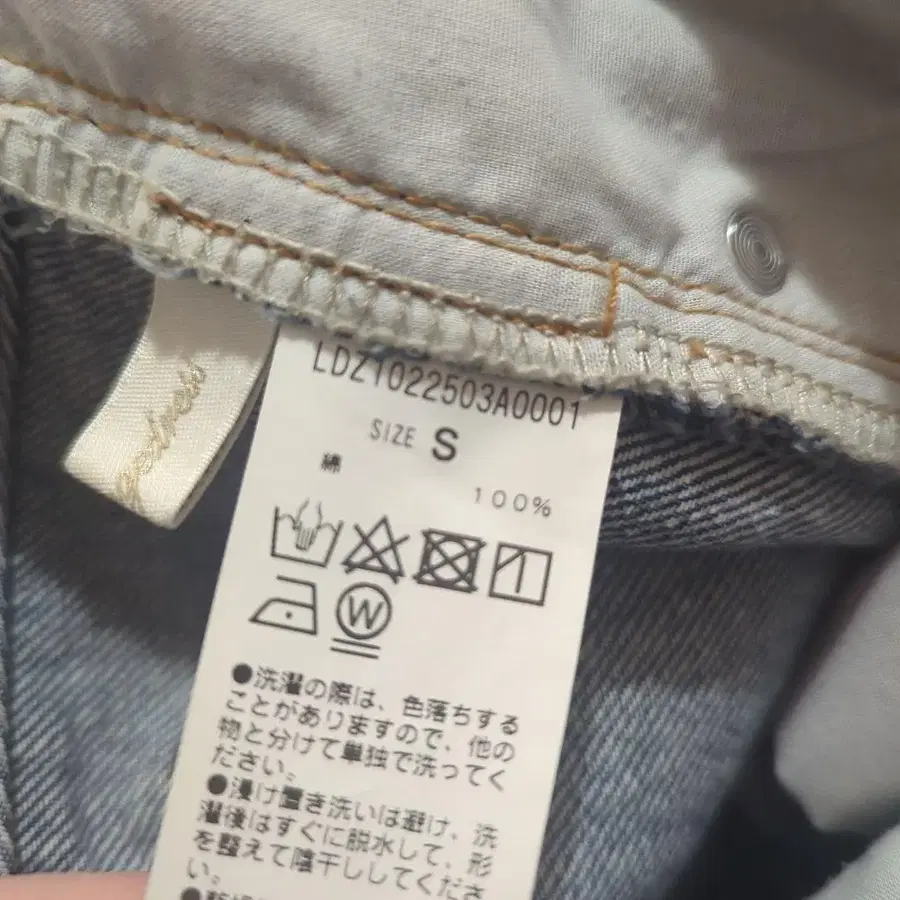 LDZ1022503A0001
SIZE S
綿
100%
W
●洗濯の際は、色落ちする
ことがありますので、他の
物と分けて単独で洗ってく
ださい。
●浸け置き洗いは避け、洗
濯後はすぐに脱水して、形
を整えて陰干ししてくださ
い。